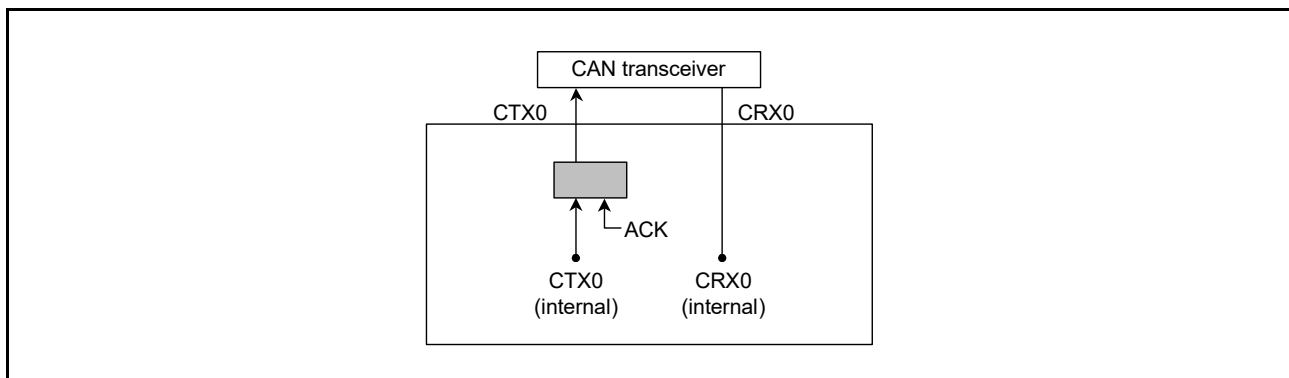 CAN transceiver
CTX0
CRX0
ACK
CTX0
(internal)
CRX0
(internal)